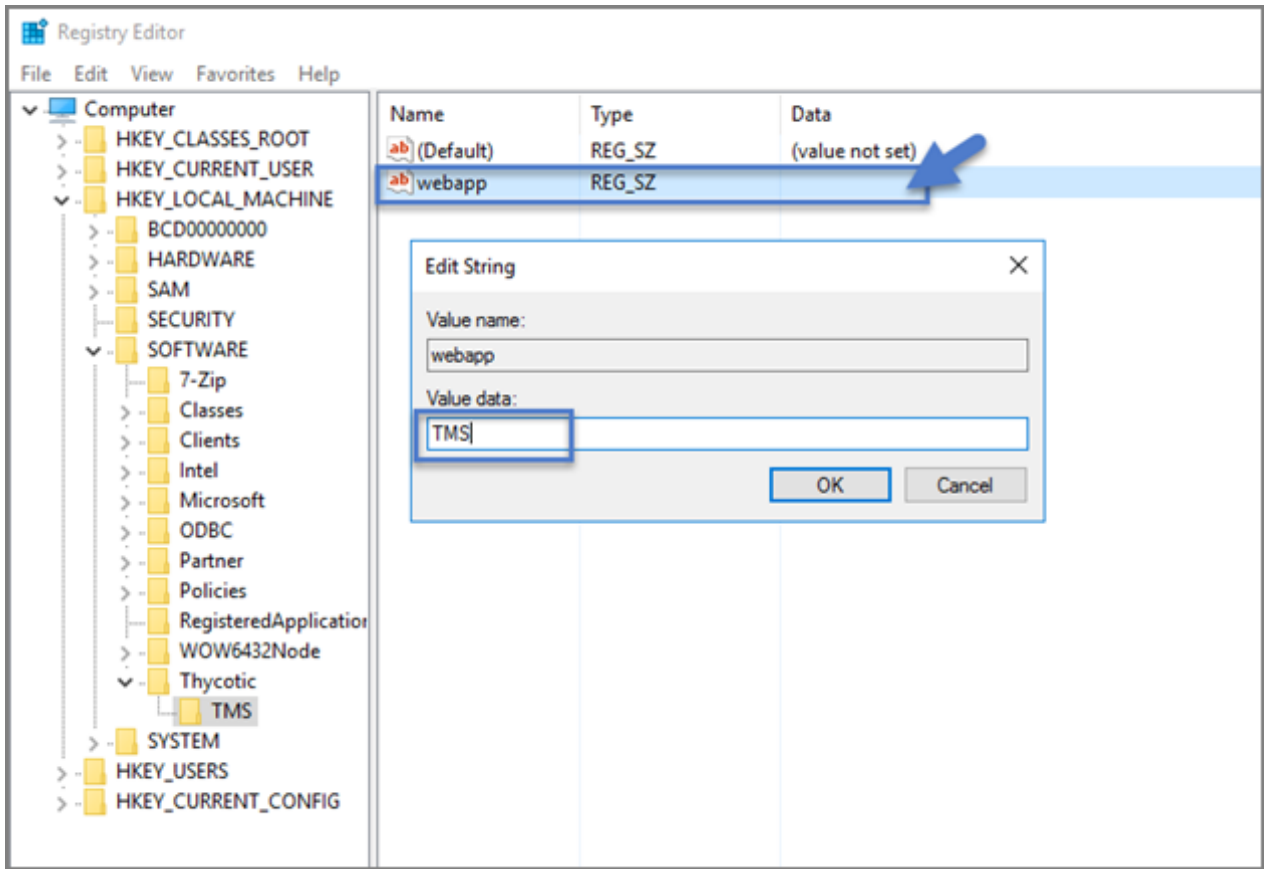 Registry Editor
File Edit View Favorites Help
Computer
HKEY_CLASSES_ROOT
HKEY_CURRENT_USER
HKEY_LOCAL_MACHINE
BCD00000000
HARDWARE
SAM
SECURITY
SOFTWARE
7-Zip
Classes
Clients
Intel
Microsoft
ODBC
Partner
Policies
RegisteredApplication
WOW6432Node
Thycotic
TMS
SYSTEM
HKEY_USERS
HKEY_CURRENT_CONFIG
Name Type Data
ab (Default) REG_SZ (value not set)
ab webapp REG_SZ
Edit String
Value name:
webapp
Value data:
TMS
OK Cancel